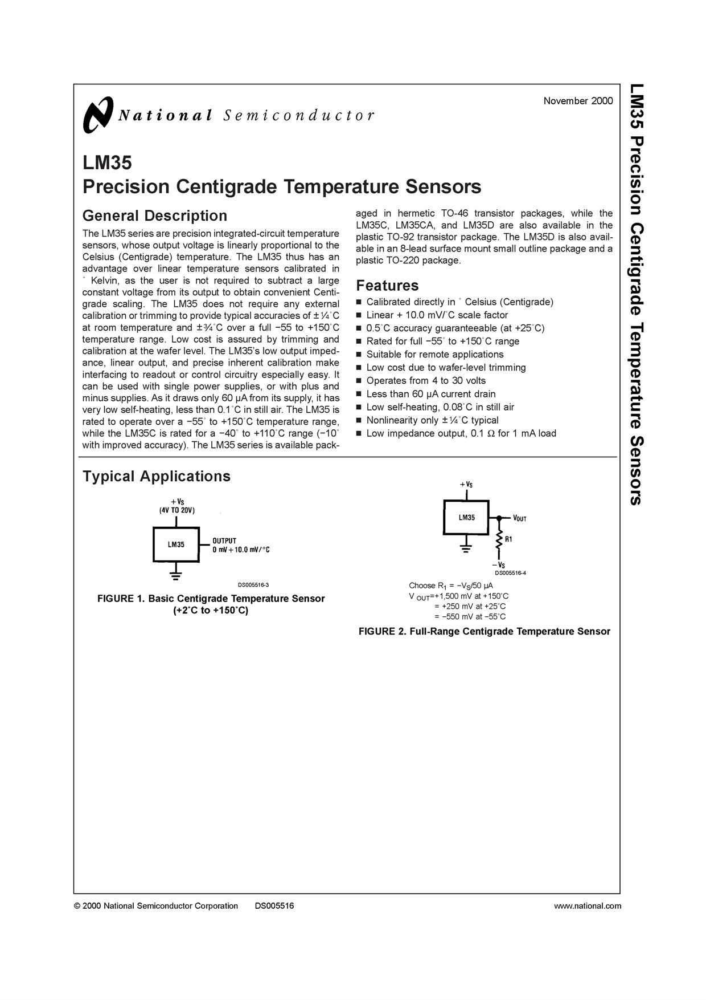 November 2000
National Semiconductor
LM35
Precision Centigrade Temperature Sensors
General Description
The LM35 series are precision integrated-circuit temperature
sensors, whose output voltage is linearly proportional to the
Celsius (Centigrade) temperature. The LM35 thus has an
advantage over linear temperature sensors calibrated in
° Kelvin, as the user is not required to subtract a large
constant voltage from its output to obtain convenient Centi-
grade scaling. The LM35 does not require any external
calibration or trimming to provide typical accuracies of ±¼°C
at room temperature and ±¾°C over a full −55 to +150°C
temperature range. Low cost is assured by trimming and
calibration at the wafer level. The LM35's low output imped-
ance, linear output, and precise inherent calibration make
interfacing to readout or control circuitry especially easy. It
can be used with single power supplies, or with plus and
minus supplies. As it draws only 60 µA from its supply, it has
very low self-heating, less than 0.1°C in still air. The LM35 is
rated to operate over a −55° to +150°C temperature range,
while the LM35C is rated for a −40° to +110°C range (−10°
with improved accuracy). The LM35 series is available pack-
aged in hermetic TO-46 transistor packages, while the
LM35C, LM35CA, and LM35D are also available in the
plastic TO-92 transistor package. The LM35D is also avail-
able in an 8-lead surface mount small outline package and a
plastic TO-220 package.
Features
■ Calibrated directly in ° Celsius (Centigrade)
■ Linear + 10.0 mV/°C scale factor
■ 0.5°C accuracy guaranteeable (at +25°C)
■ Rated for full −55° to +150°C range
■ Suitable for remote applications
■ Low cost due to wafer-level trimming
■ Operates from 4 to 30 volts
■ Less than 60 µA current drain
■ Low self-heating, 0.08°C in still air
■ Nonlinearity only ±¼°C typical
■ Low impedance output, 0.1 Ω for 1 mA load
Typical Applications
+VS
(4V TO 20V)
LM35
OUTPUT
0 mV+10.0 mV/°C
DS005516-3
FIGURE 1. Basic Centigrade Temperature Sensor
(+2°C to +150°C)
+VS
LM35
VOUT
R1
−VS
DS005516-4
Choose R1 = −VS/50 µA
V OUT=+1,500 mV at +150°C
= +250 mV at +25°C
= −550 mV at −55°C
FIGURE 2. Full-Range Centigrade Temperature Sensor
LM35 Precision Centigrade Temperature Sensors
© 2000 National Semiconductor Corporation DS005516 www.national.com